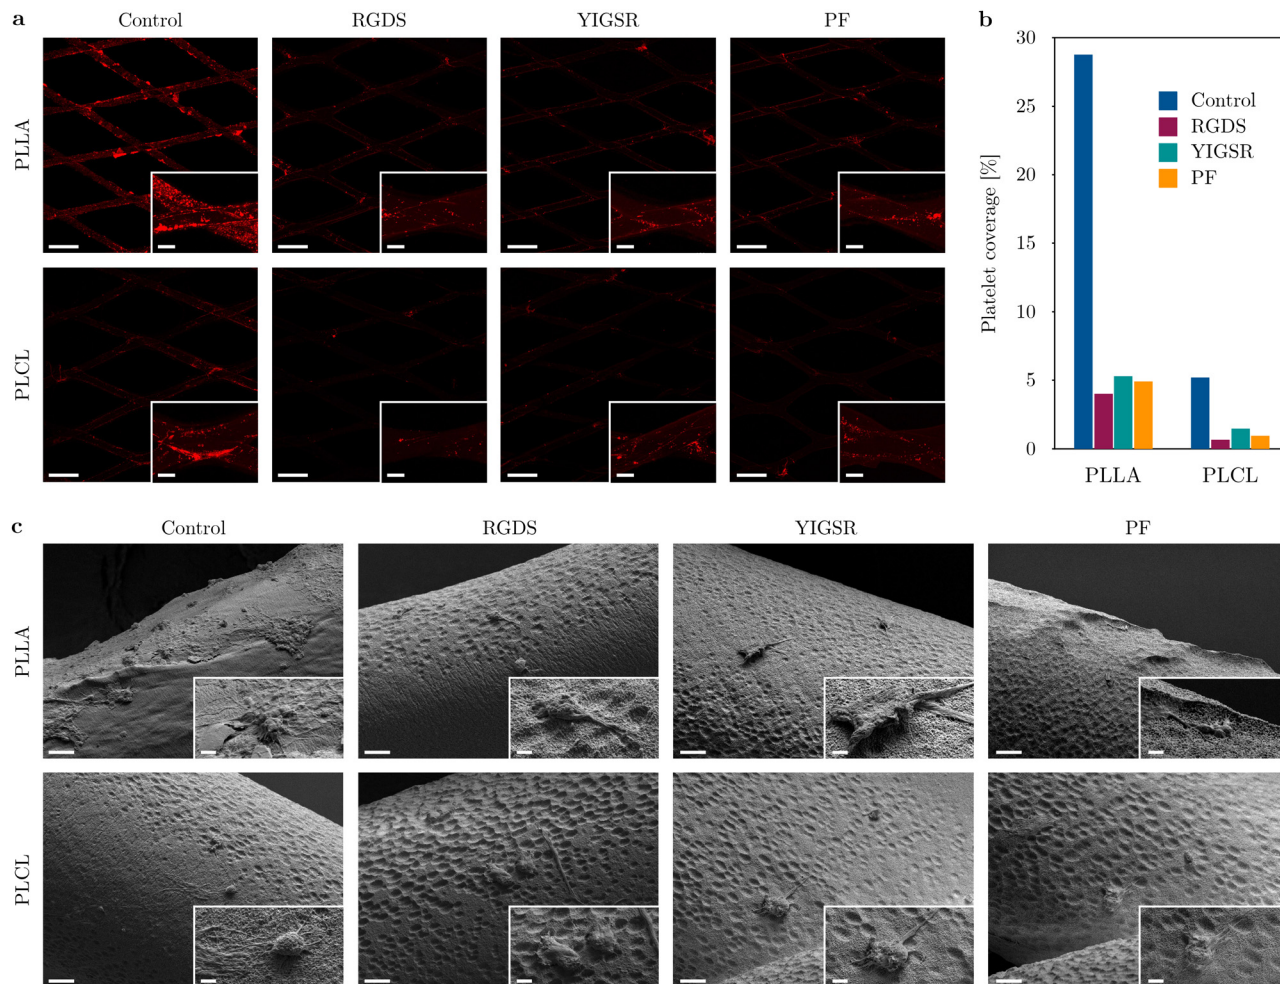 a
Control RGDS YIGSR PF
PLLA
PLCL
b
30
25
20
15
10
5
0
Platelet coverage [%]
Control
RGDS
YIGSR
PF
PLLA PLCL
c
Control RGDS YIGSR PF
PLLA
PLCL